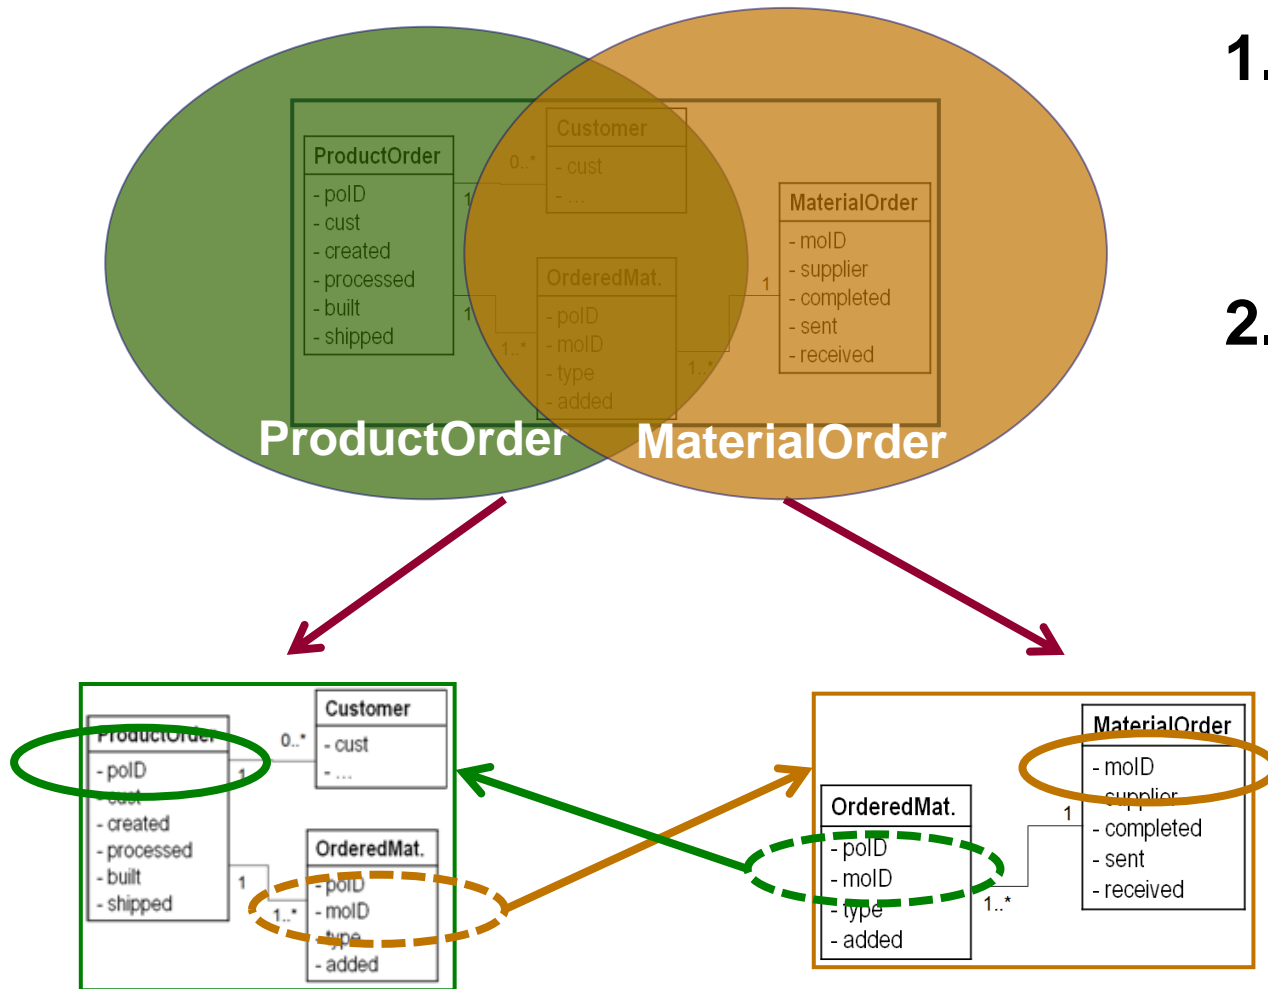 1.
Customer
- cust
- ...
ProductOrder
- poID
- cust
- created
- processed
- built
- shipped
0..*
1
1
1..*
OrderedMat.
- poID
- moID
- type
- added
1
1..*
MaterialOrder
- moID
- supplier
- completed
- sent
- received
2.
ProductOrder
MaterialOrder
Customer
- cust
- ...
ProductOrder
- poID
- cust
- created
- processed
- built
- shipped
0..*
1
1
1..*
OrderedMat.
- poID
- moID
- type
- added
OrderedMat.
- poID
- moID
- type
- added
1
1..*
MaterialOrder
- moID
- supplier
- completed
- sent
- received